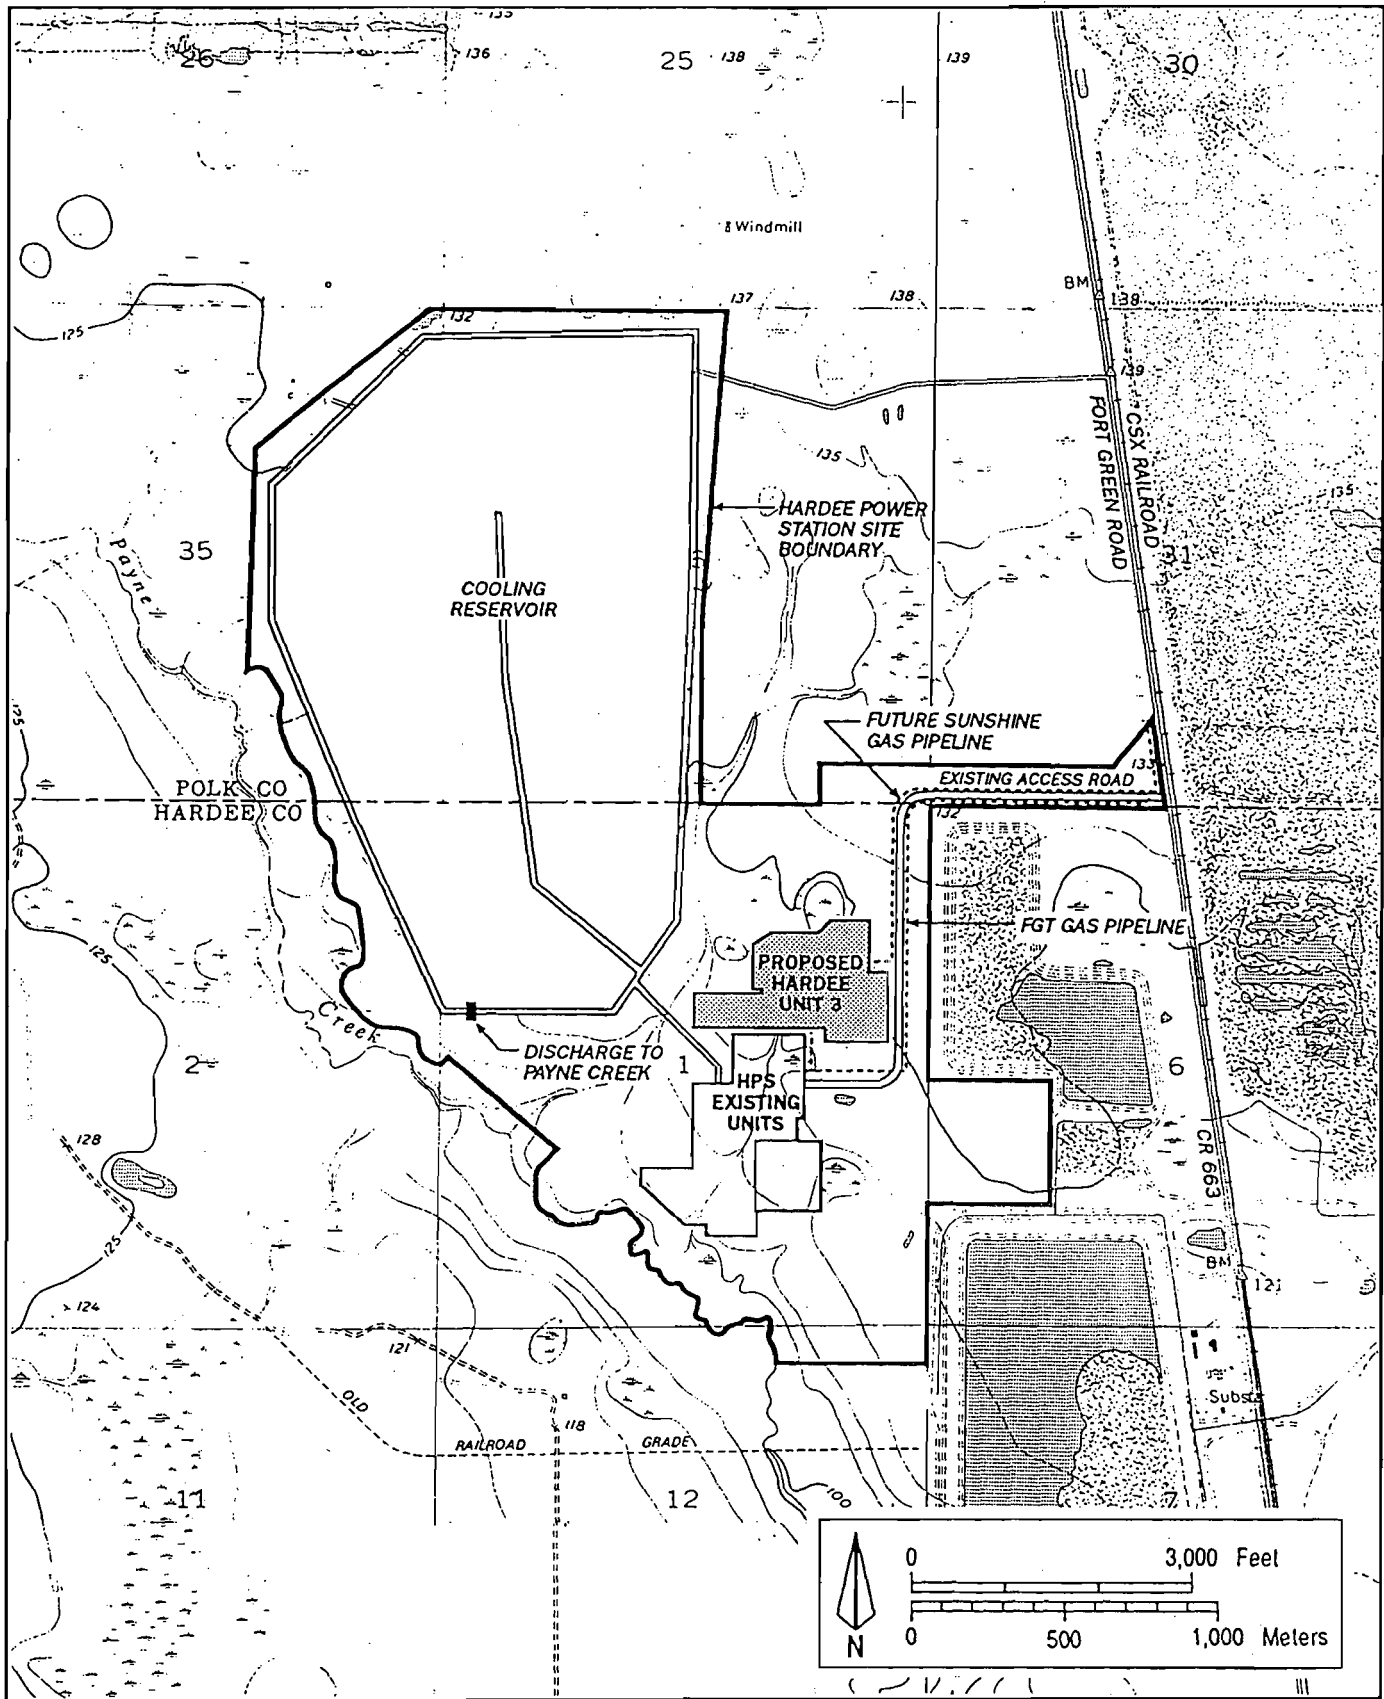 135
26
136
25
138
139
30
Windmill
BM
138
132
137
138
125
139
CSX RAILROAD
FORT GREEN ROAD
135
135
HARDEE POWER
STATION SITE
BOUNDARY
35
31
Payne
COOLING
RESERVOIR
125
FUTURE SUNSHINE
GAS PIPELINE
133
EXISTING ACCESS ROAD
POLK CO
HARDEE CO
132
FGT GAS PIPELINE
125
PROPOSED
HARDEE
UNIT 3
Creek
DISCHARGE TO
PAYNE CREEK
2
1
6
HPS
EXISTING
UNITS
128
CR 663
125
BM
121
124
121
OLD
RAILROAD
GRADE
118
Substa
11
12
100
7
0
3,000 Feet
N
0
500
1,000 Meters